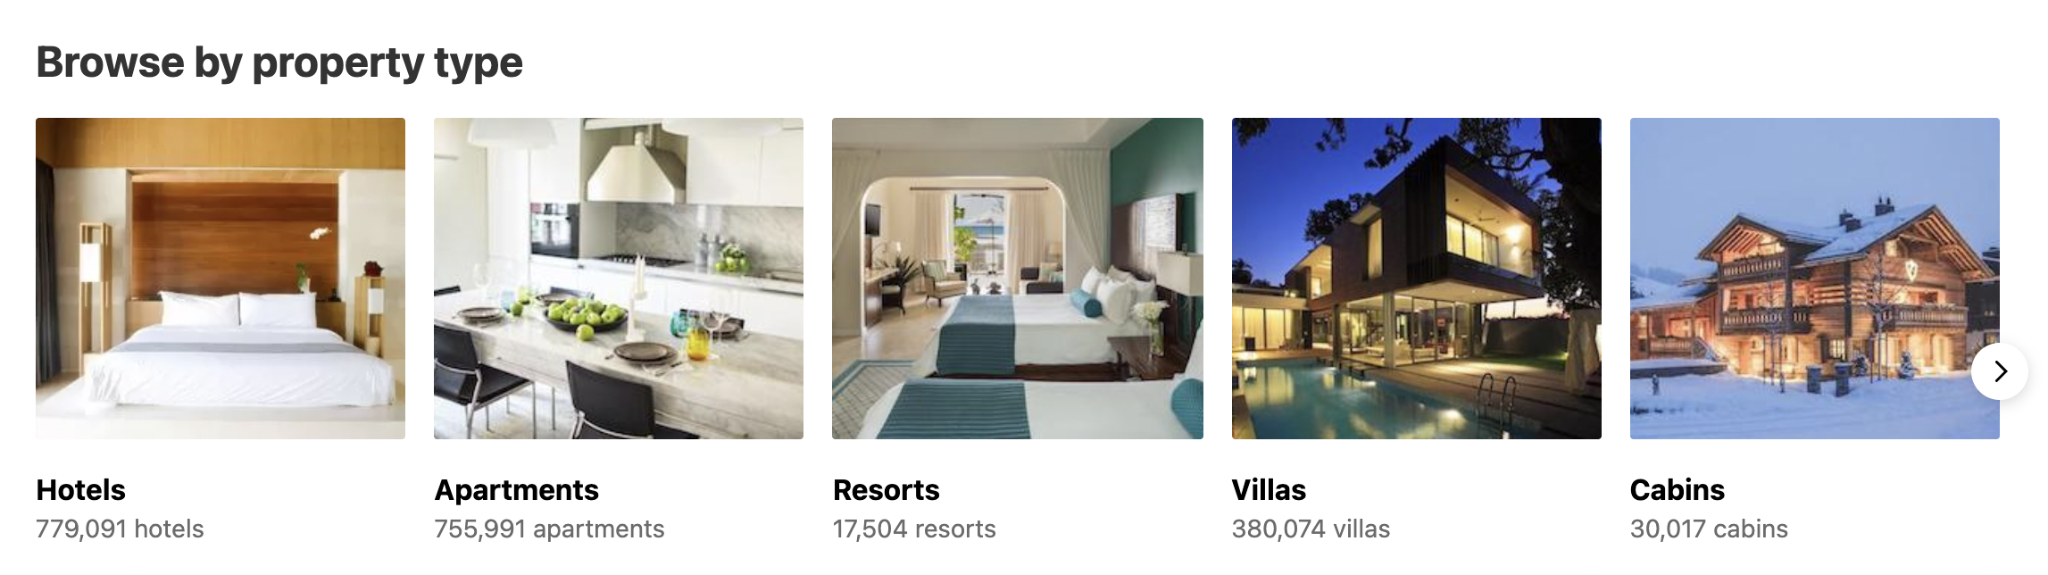 Browse by property type
Hotels
779,091 hotels
Apartments
755,991 apartments
Resorts
17,504 resorts
Villas
380,074 villas
Cabins
30,017 cabins